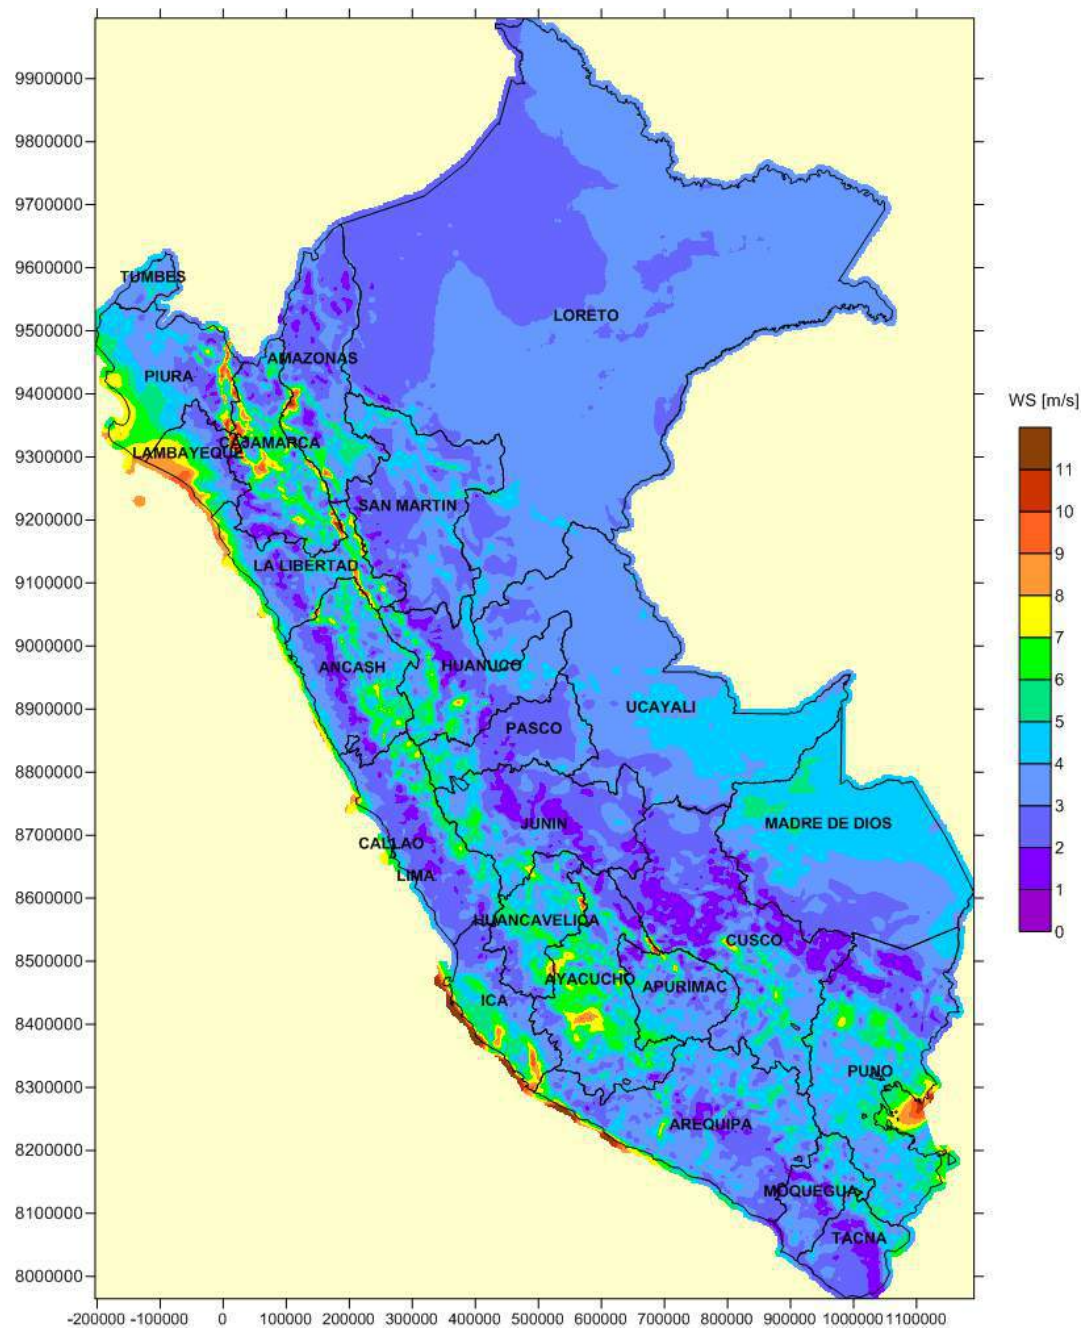 9900000
9800000
9700000
9600000
9500000
9400000
9300000
9200000
9100000
9000000
8900000
8800000
8700000
8600000
8500000
8400000
8300000
8200000
8100000
8000000
TUMBES
LORETO
AMAZONAS
PIURA
CAJAMARCA
LAMBAYEQUE
SAN MARTIN
LA LIBERTAD
ANCASH
HUANUCO
UCAYALI
PASCO
JUNIN
MADRE DE DIOS
CALLAO
LIMA
HUANCAVELICA
CUSCO
AYACUCHO
APURIMAC
ICA
PUNO
AREQUIPA
MOQUEGUA
TACNA
-200000 -100000 0 100000 200000 300000 400000 500000 600000 700000 800000 900000 1000000 1100000
WS [m/s]
11
10
9
8
7
6
5
4
3
2
1
0